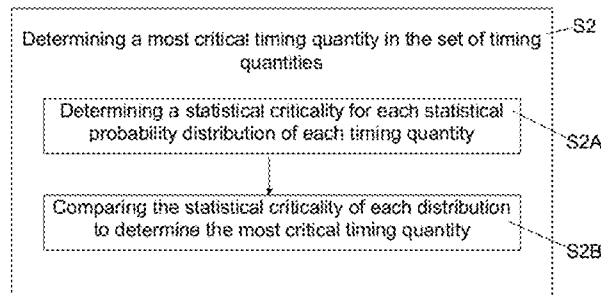 S2
Determining a most critical timing quantity in the set of timing
quantities
Determining a statistical criticality for each statistical
probability distribution of each timing quantity
S2A
Comparing the statistical criticality of each distribution
to determine the most critical timing quantity
S2B